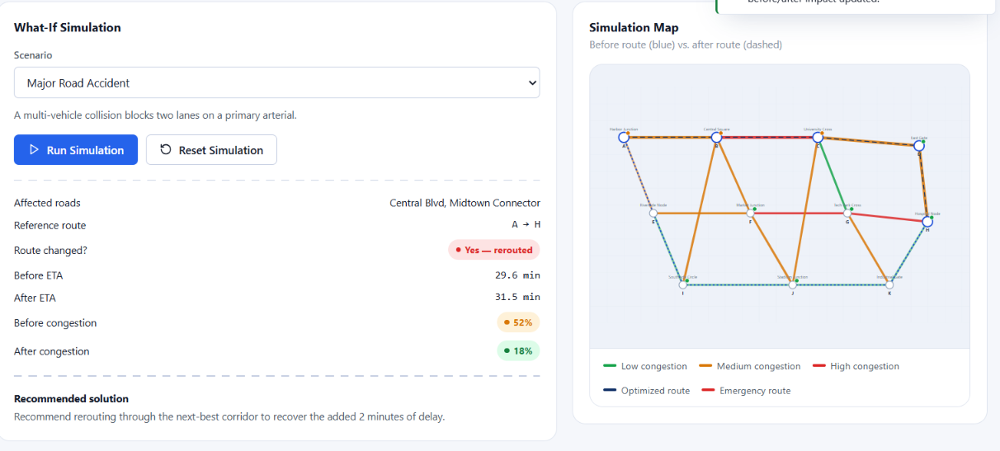 before/after impact updated.
What-If Simulation
Scenario
Major Road Accident
A multi-vehicle collision blocks two lanes on a primary arterial.
Run Simulation
Reset Simulation
Affected roads
Central Blvd, Midtown Connector
Reference route
A → H
Route changed?
Yes — rerouted
Before ETA
29.6 min
After ETA
31.5 min
Before congestion
52%
After congestion
18%
Recommended solution
Recommend rerouting through the next-best corridor to recover the added 2 minutes of delay.
Simulation Map
Before route (blue) vs. after route (dashed)
Harbor Junction
Central Square
University Cross
East Gate
A
B
C
Riverside Node
Market Junction
Tech Park Cross
Hospital Node
E
F
G
H
Stadium Junction
I
J
K
Low congestion
Medium congestion
High congestion
Optimized route
Emergency route